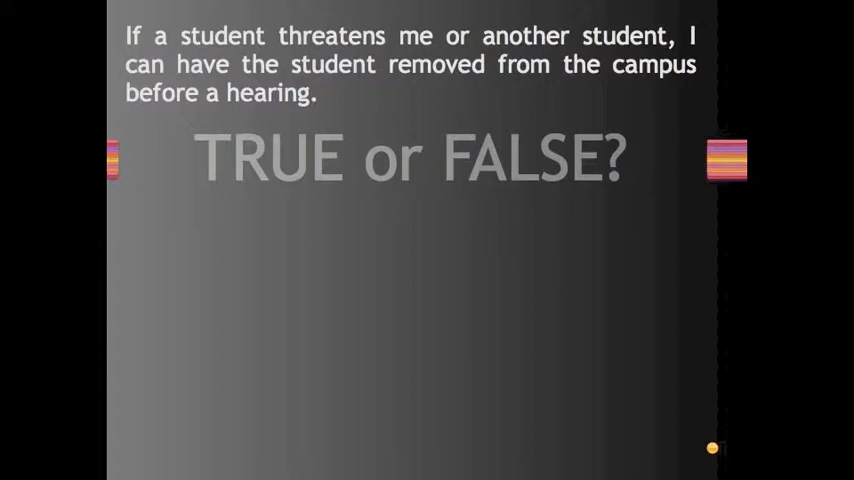 If a student threatens me or another student, I
can have the student removed from the campus
before a hearing.
TRUE or FALSE?